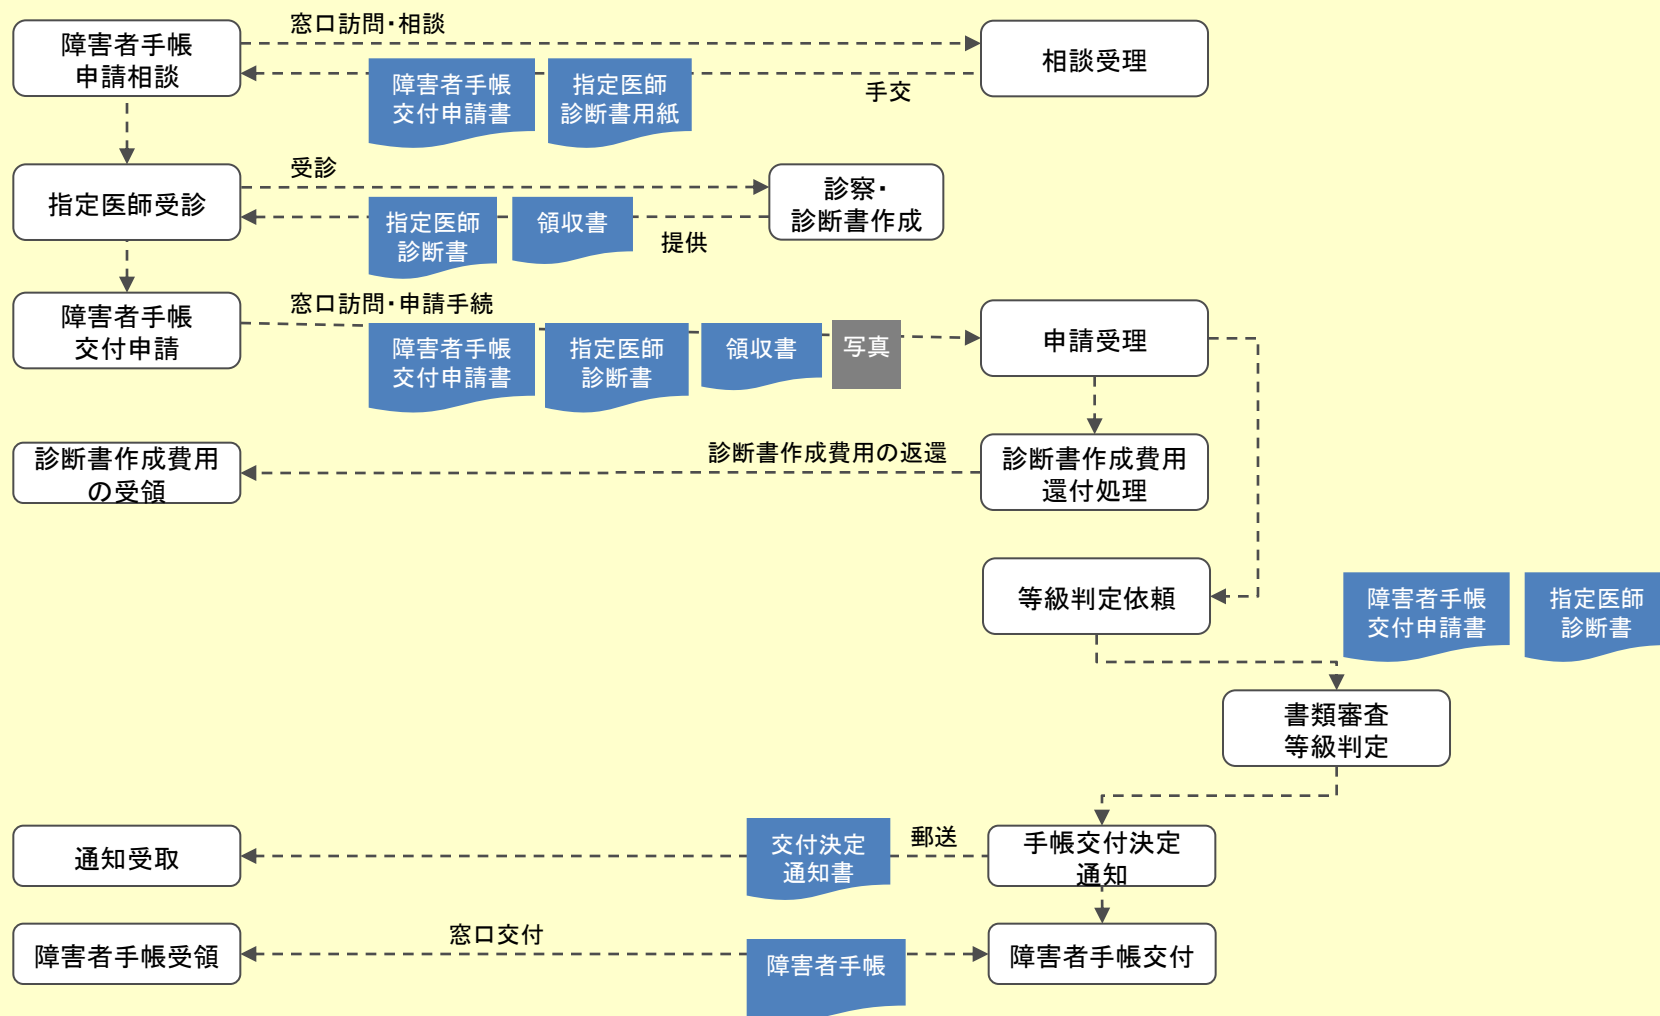 窓口訪問・相談
障害者手帳
申請相談
相談受理
障害者手帳
交付申請書
指定医師
診断書用紙
手交
受診
指定医師受診
診察・
診断書作成
指定医師
診断書
領収書
提供
窓口訪問・申請手続
障害者手帳
交付申請
障害者手帳
交付申請書
指定医師
診断書
領収書
写真
申請受理
診断書作成費用の返還
診断書作成費用
の受領
診断書作成費用
還付処理
等級判定依頼
障害者手帳
交付申請書
指定医師
診断書
書類審査
等級判定
通知受取
交付決定
通知書
郵送
手帳交付決定
通知
窓口交付
障害者手帳受領
障害者手帳
障害者手帳交付